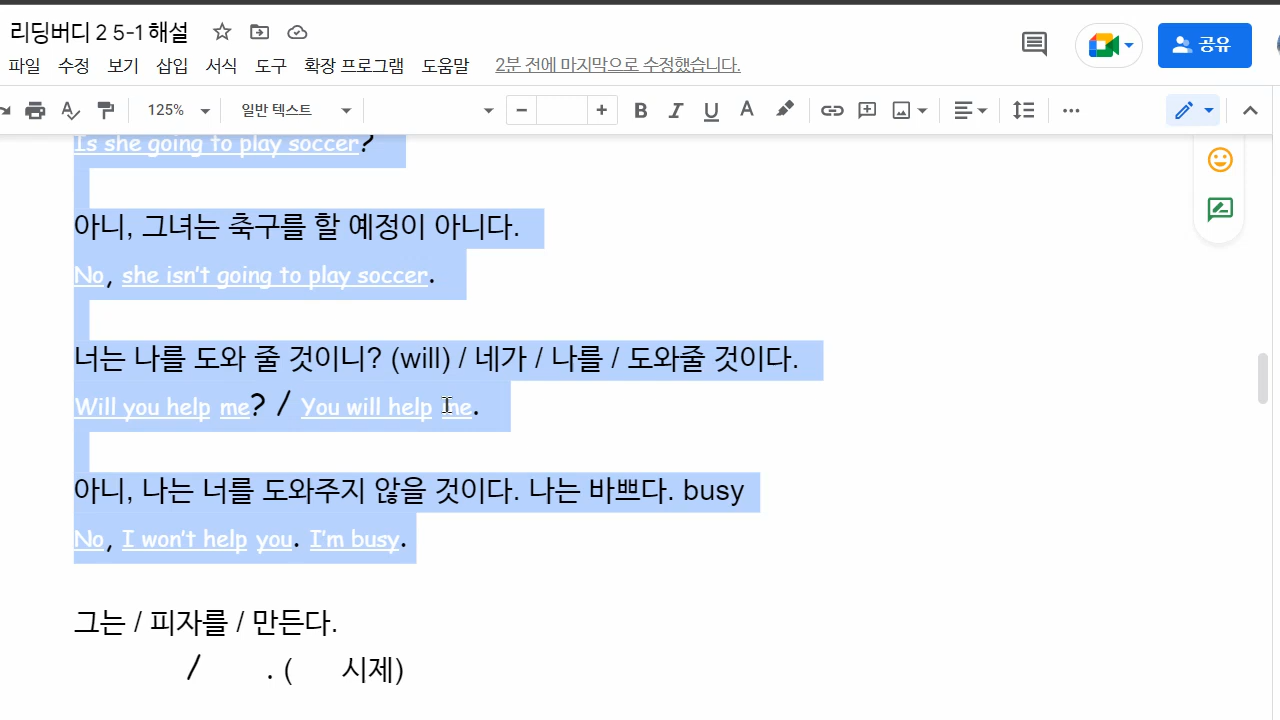 리딩버디 2 5-1 해설
파일 수정 보기 삽입 서식 도구 확장 프로그램 도움말 2분 전에 마지막으로 수정했습니다.
공유
125% 일반 텍스트 − + B I U A
Is she going to play soccer?
아니, 그녀는 축구를 할 예정이 아니다.
No, she isn't going to play soccer.
너는 나를 도와 줄 것이니? (will) / 네가 / 나를 / 도와줄 것이다.
Will you help me? / You will help me.
아니, 나는 너를 도와주지 않을 것이다. 나는 바쁘다. busy
No, I won't help you. I'm busy.
그는 / 피자를 / 만든다.
/ . ( 시제)